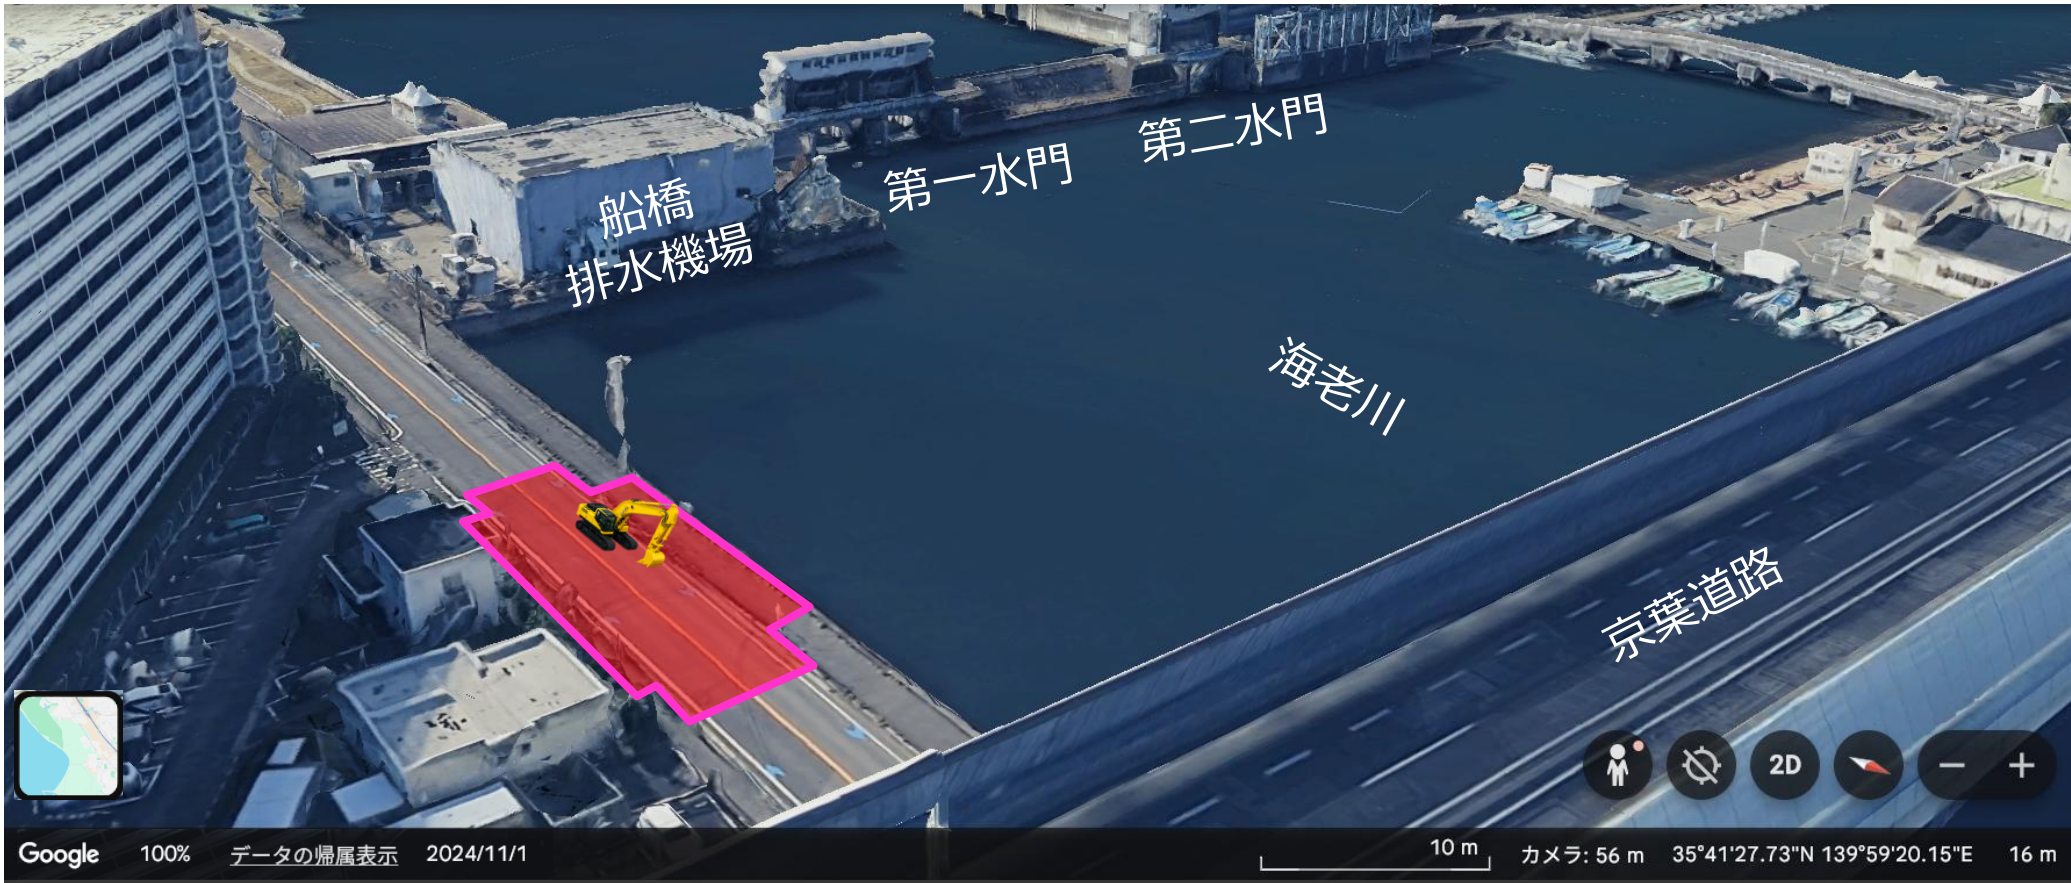 第二水門
第一水門
船橋
排水機場
海老川
京葉道路
2D
Google
100%
データの帰属表示
2024/11/1
10 m
カメラ: 56 m
35°41'27.73"N 139°59'20.15"E
16 m